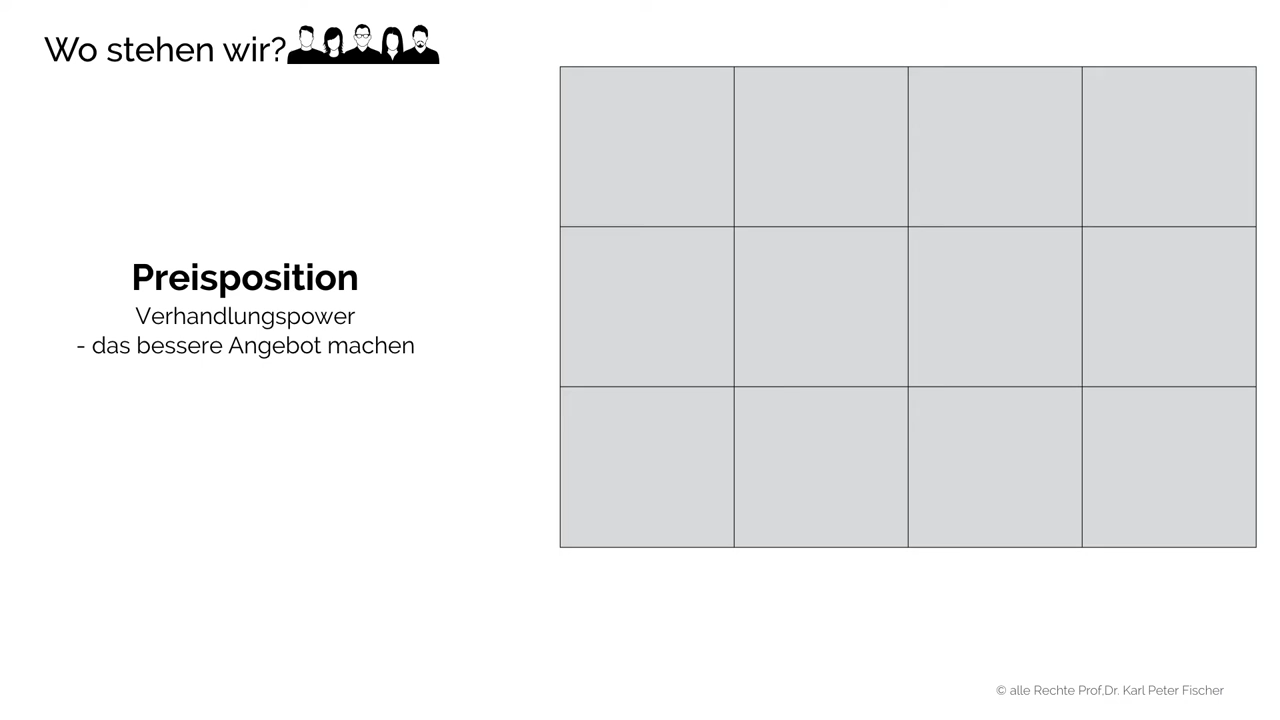 Wo stehen wir?
Preisposition
Verhandlungspower
- das bessere Angebot machen
© alle Rechte Prof.Dr. Karl Peter Fischer